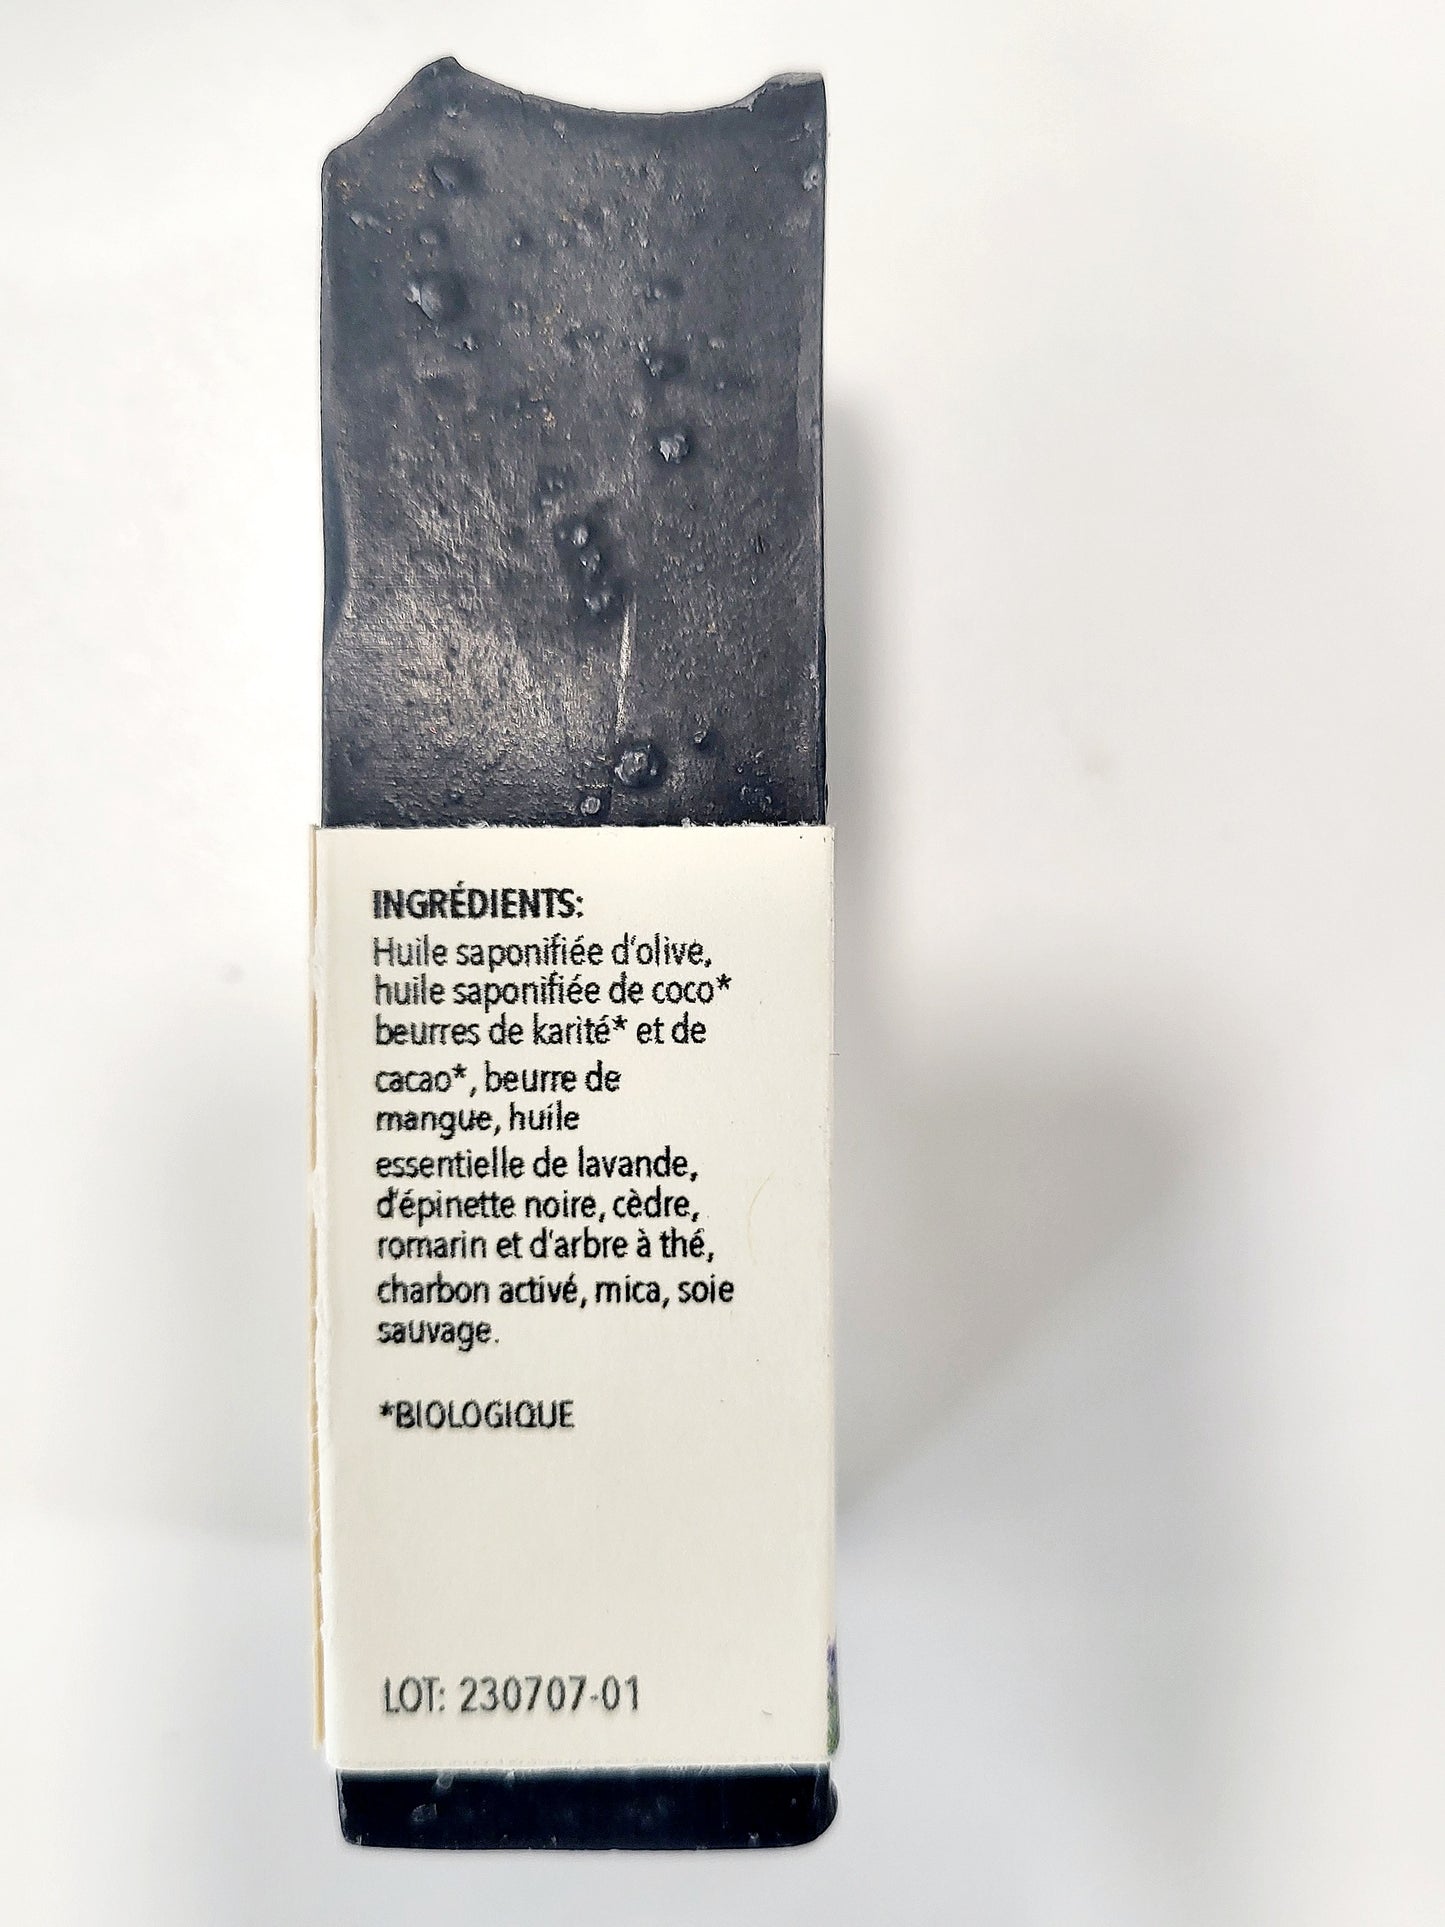 INGRÉDIENTS:
Huile saponifiée d'olive,
huile saponifiée de coco*
beurres de karité* et de
cacao*, beurre de
mangue, huile
essentielle de lavande,
d'épinette noire, cèdre,
romarin et d'arbre à thé,
charbon activé, mica, soie
sauvage.
*BIOLOGIQUE
LOT: 230707-01